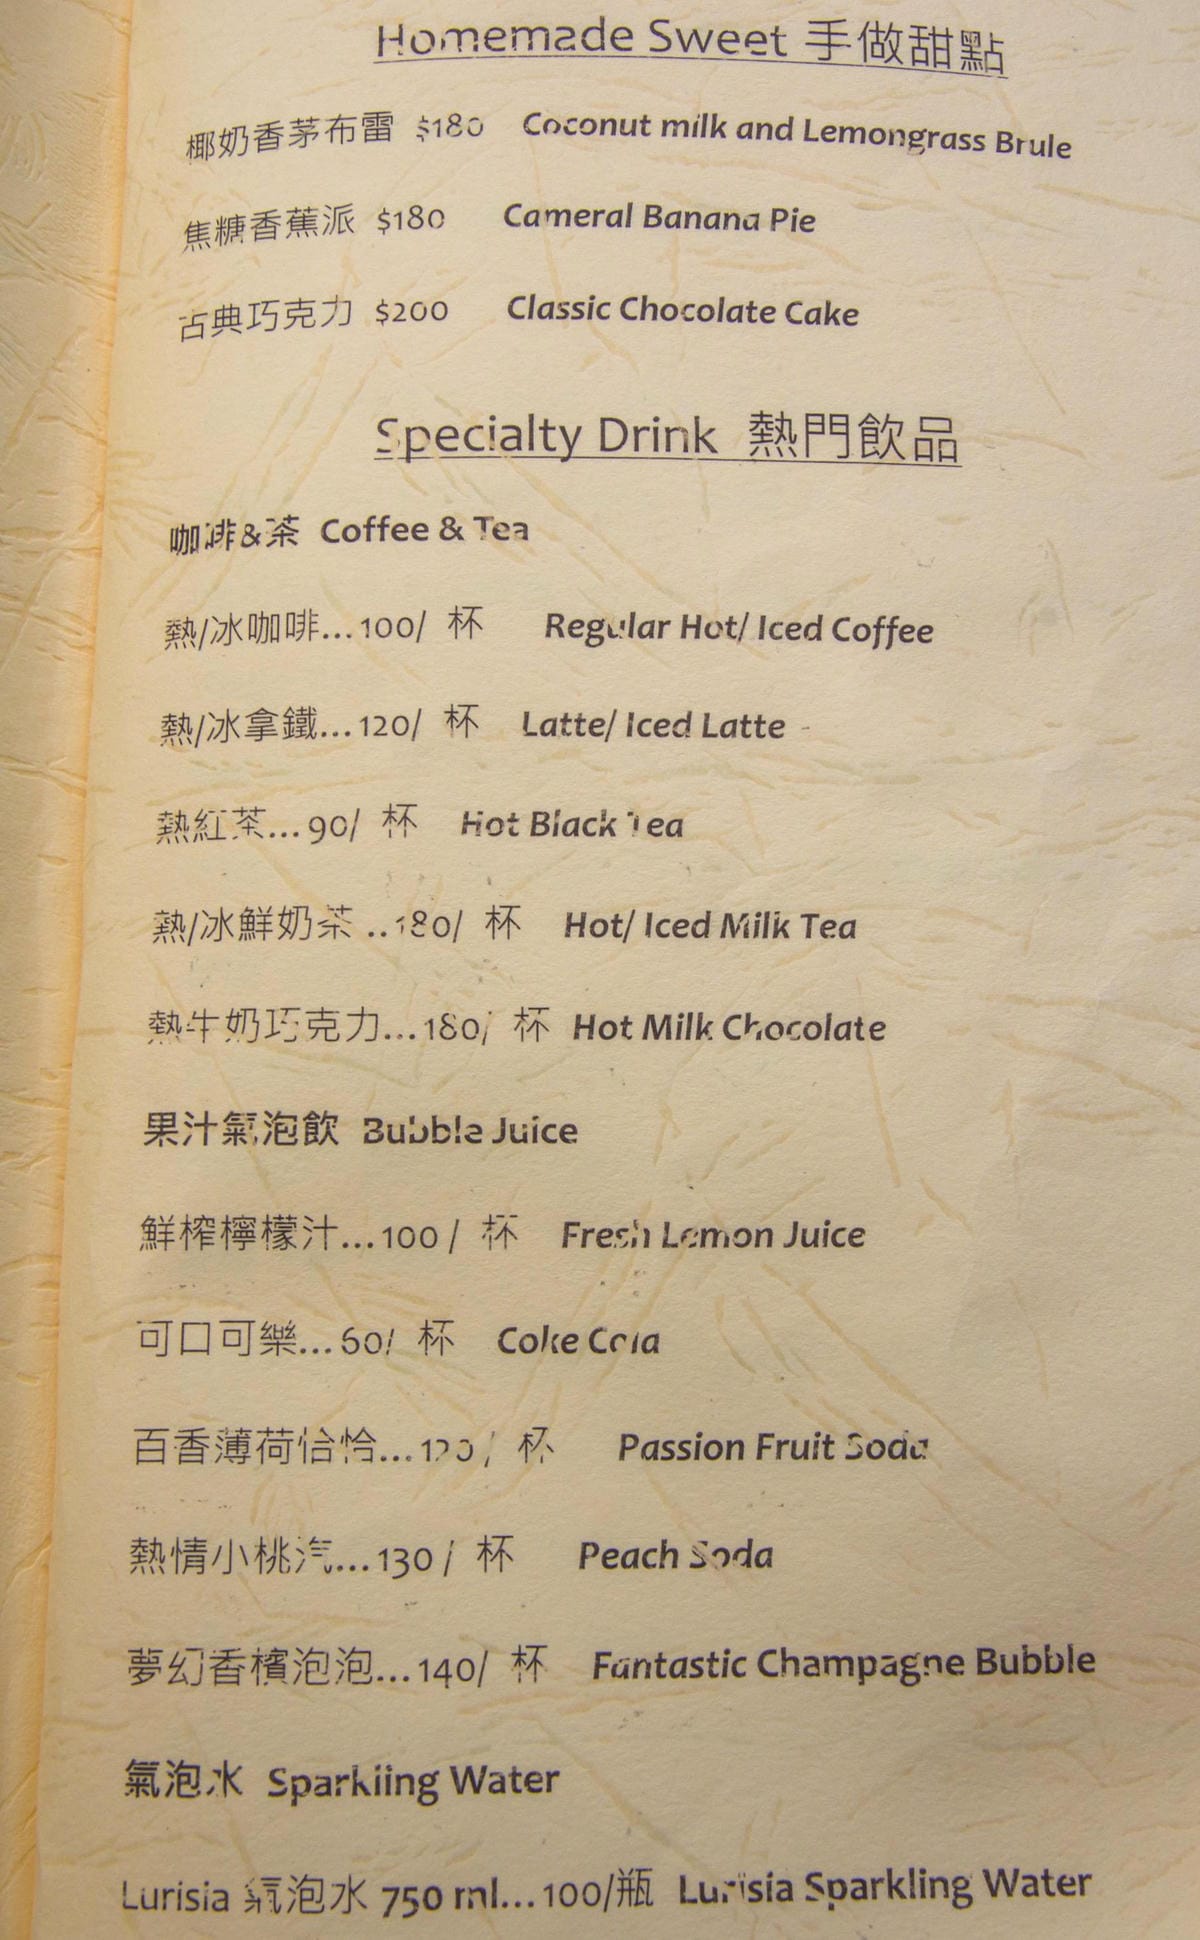 Homemade Sweet 手做甜點
椰奶香茅布雷 $180 Coconut milk and Lemongrass Brule
焦糖香蕉派 $180 Cameral Banana Pie
古典巧克力 $200 Classic Chocolate Cake
Specialty Drink 熱門飲品
咖啡&茶 Coffee & Tea
熱/冰咖啡...100/ 杯 Regular Hot/ Iced Coffee
熱/冰拿鐵...120/ 杯 Latte/ Iced Latte
熱紅茶...90/ 杯 Hot Black Tea
熱/冰鮮奶茶 ..180/ 杯 Hot/ Iced Milk Tea
熱牛奶巧克力...180/ 杯 Hot Milk Chocolate
果汁氣泡飲 Bubble Juice
鮮榨檸檬汁...100 / 杯 Fresh Lemon Juice
可口可樂...60/ 杯 Coke Cola
百香薄荷恰恰...120 / 杯 Passion Fruit Soda
熱情小桃汽...130 / 杯 Peach Soda
夢幻香檳泡泡...140/ 杯 Fantastic Champagne Bubble
氣泡水 Sparkling Water
Lurisia 氣泡水 750 ml...100/瓶 Lurisia Sparkling Water